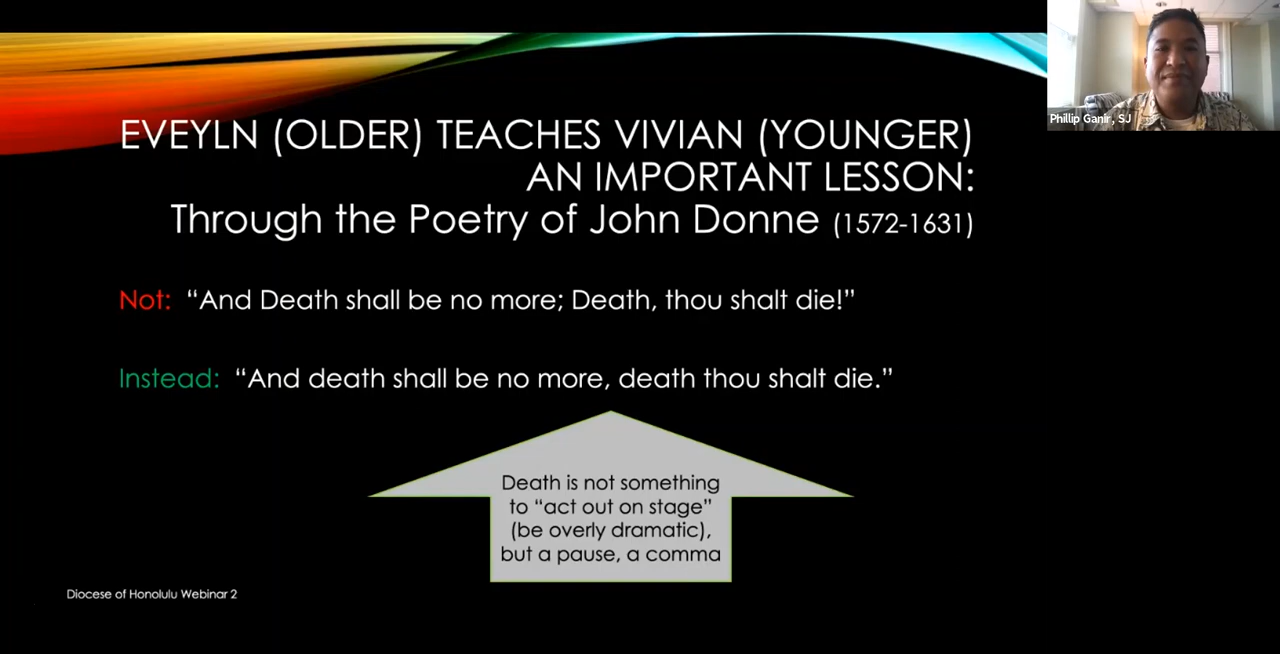 EVEYLN (OLDER) TEACHES VIVIAN (YOUNGER)
AN IMPORTANT LESSON:
Through the Poetry of John Donne (1572-1631)
Phillip Ganir, SJ
Not: “And Death shall be no more; Death, thou shalt die!”
Instead: “And death shall be no more, death thou shalt die.”
Death is not something
to “act out on stage”
(be overly dramatic),
but a pause, a comma
Diocese of Honolulu Webinar 2